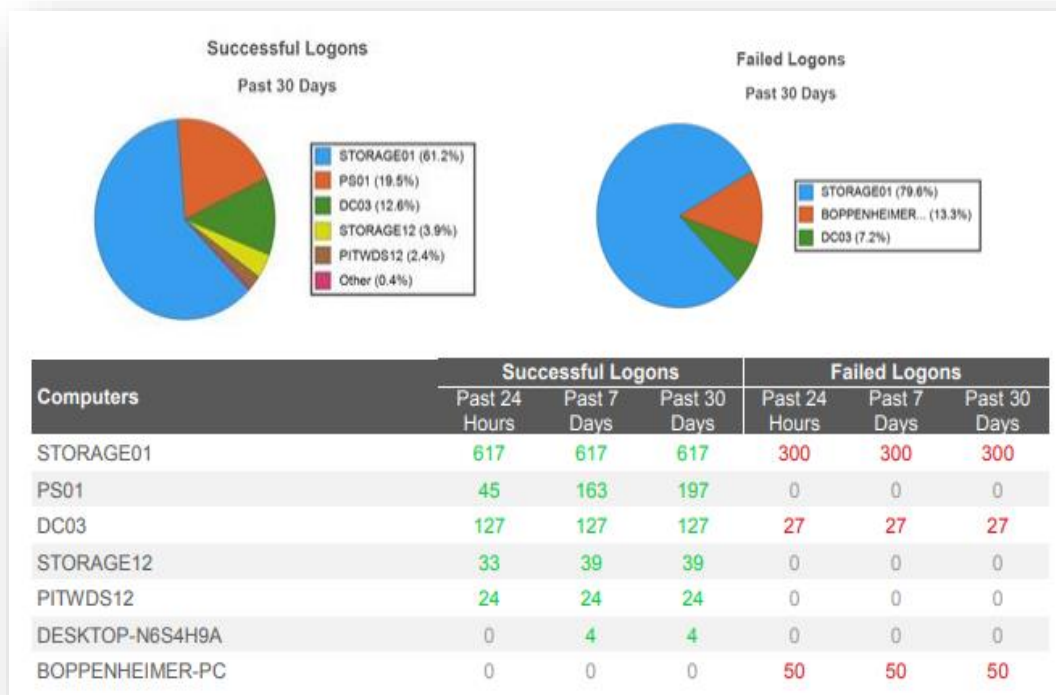 Successful Logons
Past 30 Days
STORAGE01 (61.2%)
PS01 (19.5%)
DC03 (12.6%)
STORAGE12 (3.9%)
PITWDS12 (2.4%)
Other (0.4%)
Failed Logons
Past 30 Days
STORAGE01 (79.6%)
BOPPENHEIMER... (13.3%)
DC03 (7.2%)
Computers Successful Logons Failed Logons
Past 24 Hours Past 7 Days Past 30 Days Past 24 Hours Past 7 Days Past 30 Days
STORAGE01 617 617 617 300 300 300
PS01 45 163 197 0 0 0
DC03 127 127 127 27 27 27
STORAGE12 33 39 39 0 0 0
PITWDS12 24 24 24 0 0 0
DESKTOP-N6S4H9A 0 4 4 0 0 0
BOPPENHEIMER-PC 0 0 0 50 50 50